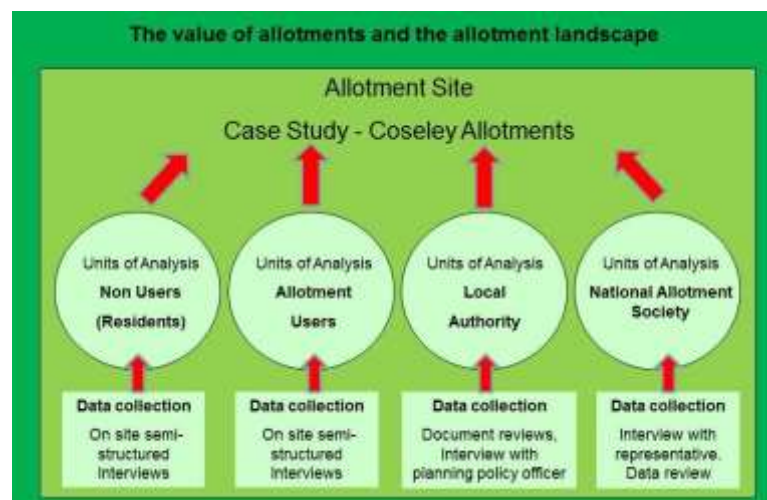 The value of allotments and the allotment landscape
Allotment Site
Case Study - Coseley Allotments
Units of Analysis
Non Users
(Residents)
Units of Analysis
Allotment
Users
Units of Analysis
Local
Authority
Units of Analysis
National Allotment
Society
Data collection
On site semi-
structured
Interviews
Data collection
On site semi-
structured
Interviews
Data collection
Document reviews,
Interview with
planning policy officer
Data collection
Interview with
representative.
Data review